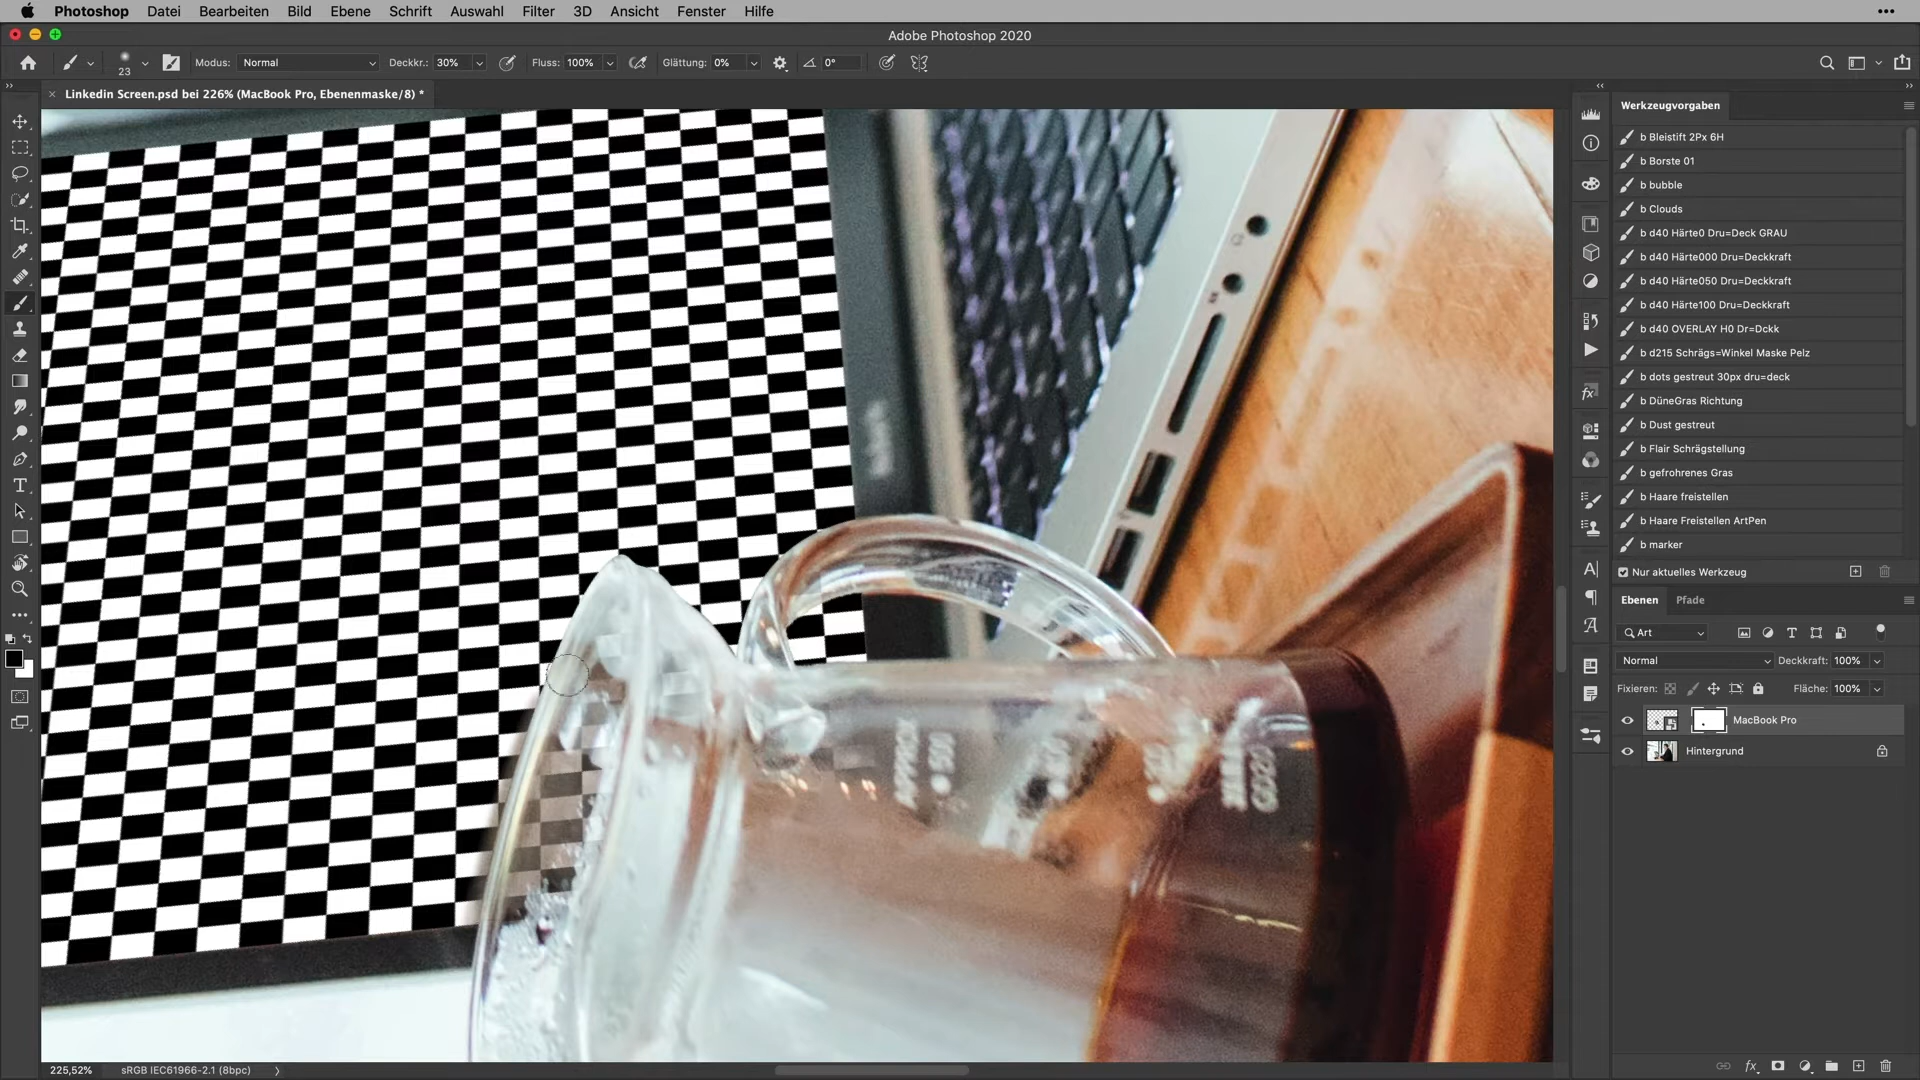 Photoshop Datei Bearbeiten Bild Ebene Schrift Auswahl Filter 3D Ansicht Fenster Hilfe
Adobe Photoshop 2020
23 Modus: Normal Deckkr.: 30% Fluss: 100% Glättung: 0% 0°
Linkedin Screen.psd bei 226% (MacBook Pro, Ebenenmaske/8) *
Werkzeugvorgaben
b Bleistift 2Px 6H
b Borste 01
b bubble
b Clouds
b d40 Härte0 Dru=Deck GRAU
b d40 Härte000 Dru=Deckkraft
b d40 Härte050 Dru=Deckkraft
b d40 Härte100 Dru=Deckkraft
b d40 OVERLAY H0 Dr=Dckk
b d215 Schrägs=Winkel Maske Pelz
b dots gestreut 30px dru=deck
b DüneGras Richtung
b Dust gestreut
b Flair Schrägstellung
b gefrohrenes Gras
b Haare freistellen
b Haare Freistellen ArtPen
b marker
Nur aktuelles Werkzeug
Ebenen Pfade
Art
Normal Deckkraft: 100%
Fixieren: Fläche: 100%
MacBook Pro
Hintergrund
225,52% sRGB IEC61966-2.1 (8bpc)